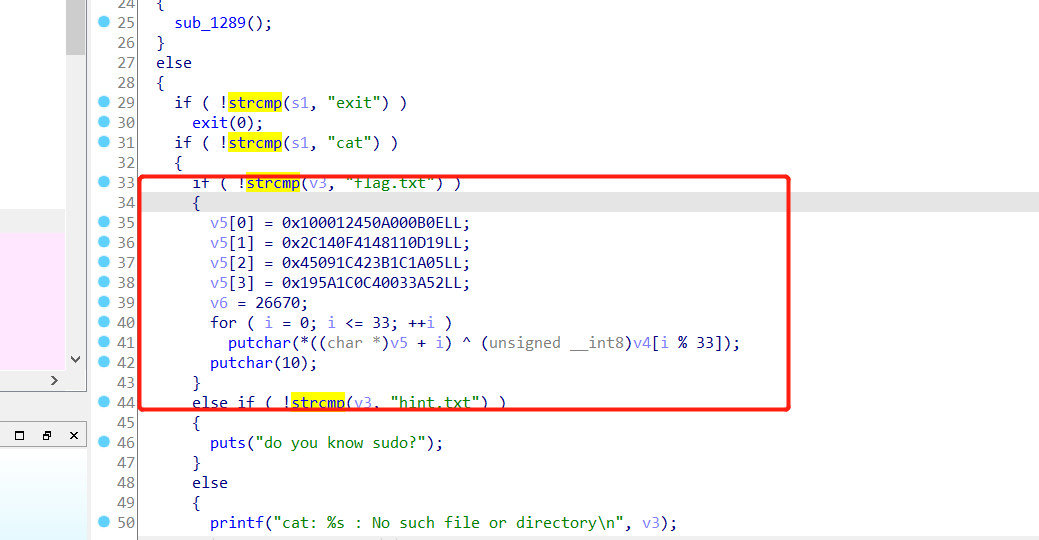 24 {
25 sub_1289();
26 }
27 else
28 {
29 if ( !strcmp(s1, "exit") )
30 exit(0);
31 if ( !strcmp(s1, "cat") )
32 {
33 if ( !strcmp(v3, "flag.txt") )
34 {
35 v5[0] = 0x100012450A000B0ELL;
36 v5[1] = 0x2C140F4148110D19LL;
37 v5[2] = 0x45091C423B1C1A05LL;
38 v5[3] = 0x195A1C0C40033A52LL;
39 v6 = 26670;
40 for ( i = 0; i <= 33; ++i )
41 putchar(*((char *)v5 + i) ^ (unsigned __int8)v4[i % 33]);
42 putchar(10);
43 }
44 else if ( !strcmp(v3, "hint.txt") )
45 {
46 puts("do you know sudo?");
47 }
48 else
49 {
50 printf("cat: %s : No such file or directory\n", v3);